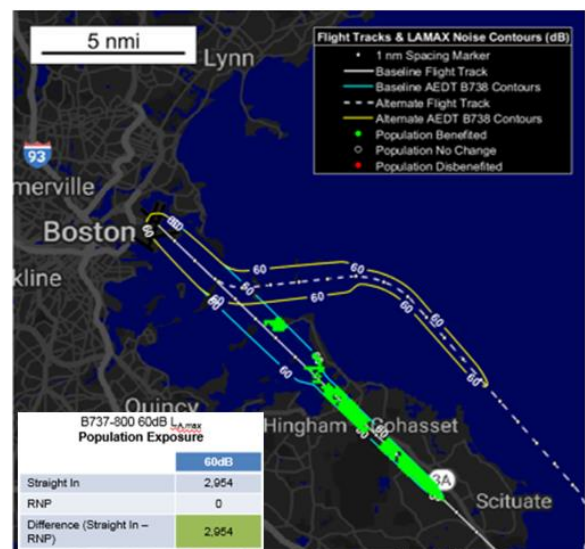 5 nmi
Flight Tracks & LAMAX Noise Contours (dB)
1 nm Spacing Marker
Baseline Flight Track
Baseline AEDT B738 Contours
Alternate Flight Track
Alternate AEDT B738 Contours
Population Benefited
Population No Change
Population Disbenefited
Lynn
93
merville
Boston
kline
60
60
60
60
60
60
60
60
60
60
60
Quincy
Hingham
Cohasset
3A
Scituate
B737-800 60dB LA,max
Population Exposure
60dB
Straight In 2,954
RNP 0
Difference (Straight In –
RNP) 2,954